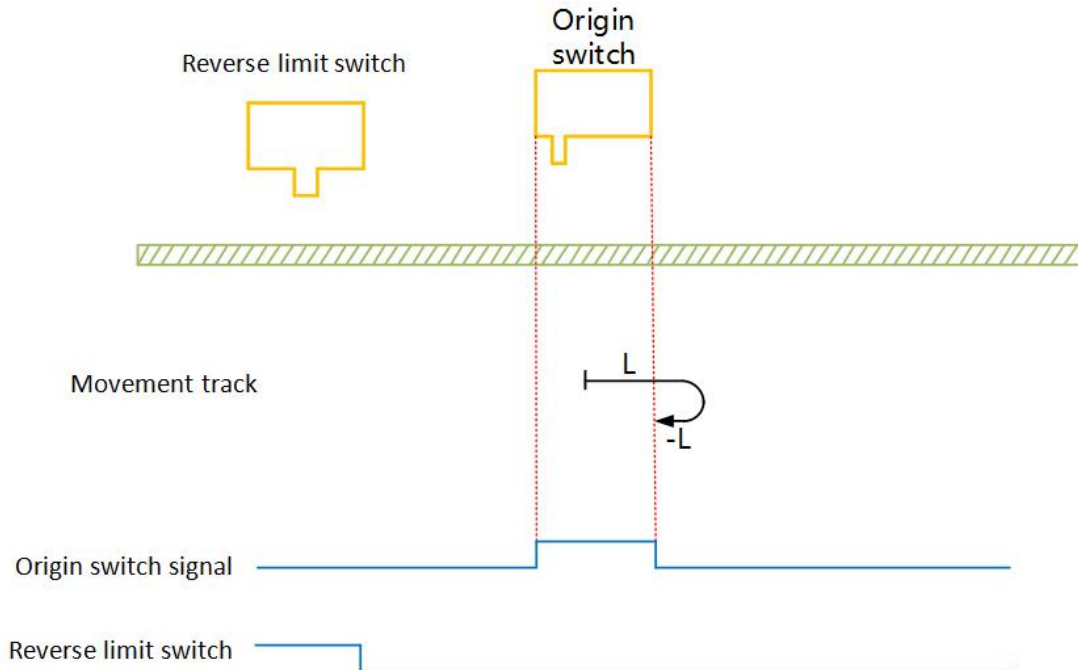 Origin
switch
Reverse limit switch
L
Movement track
-L
Origin switch signal
Reverse limit switch